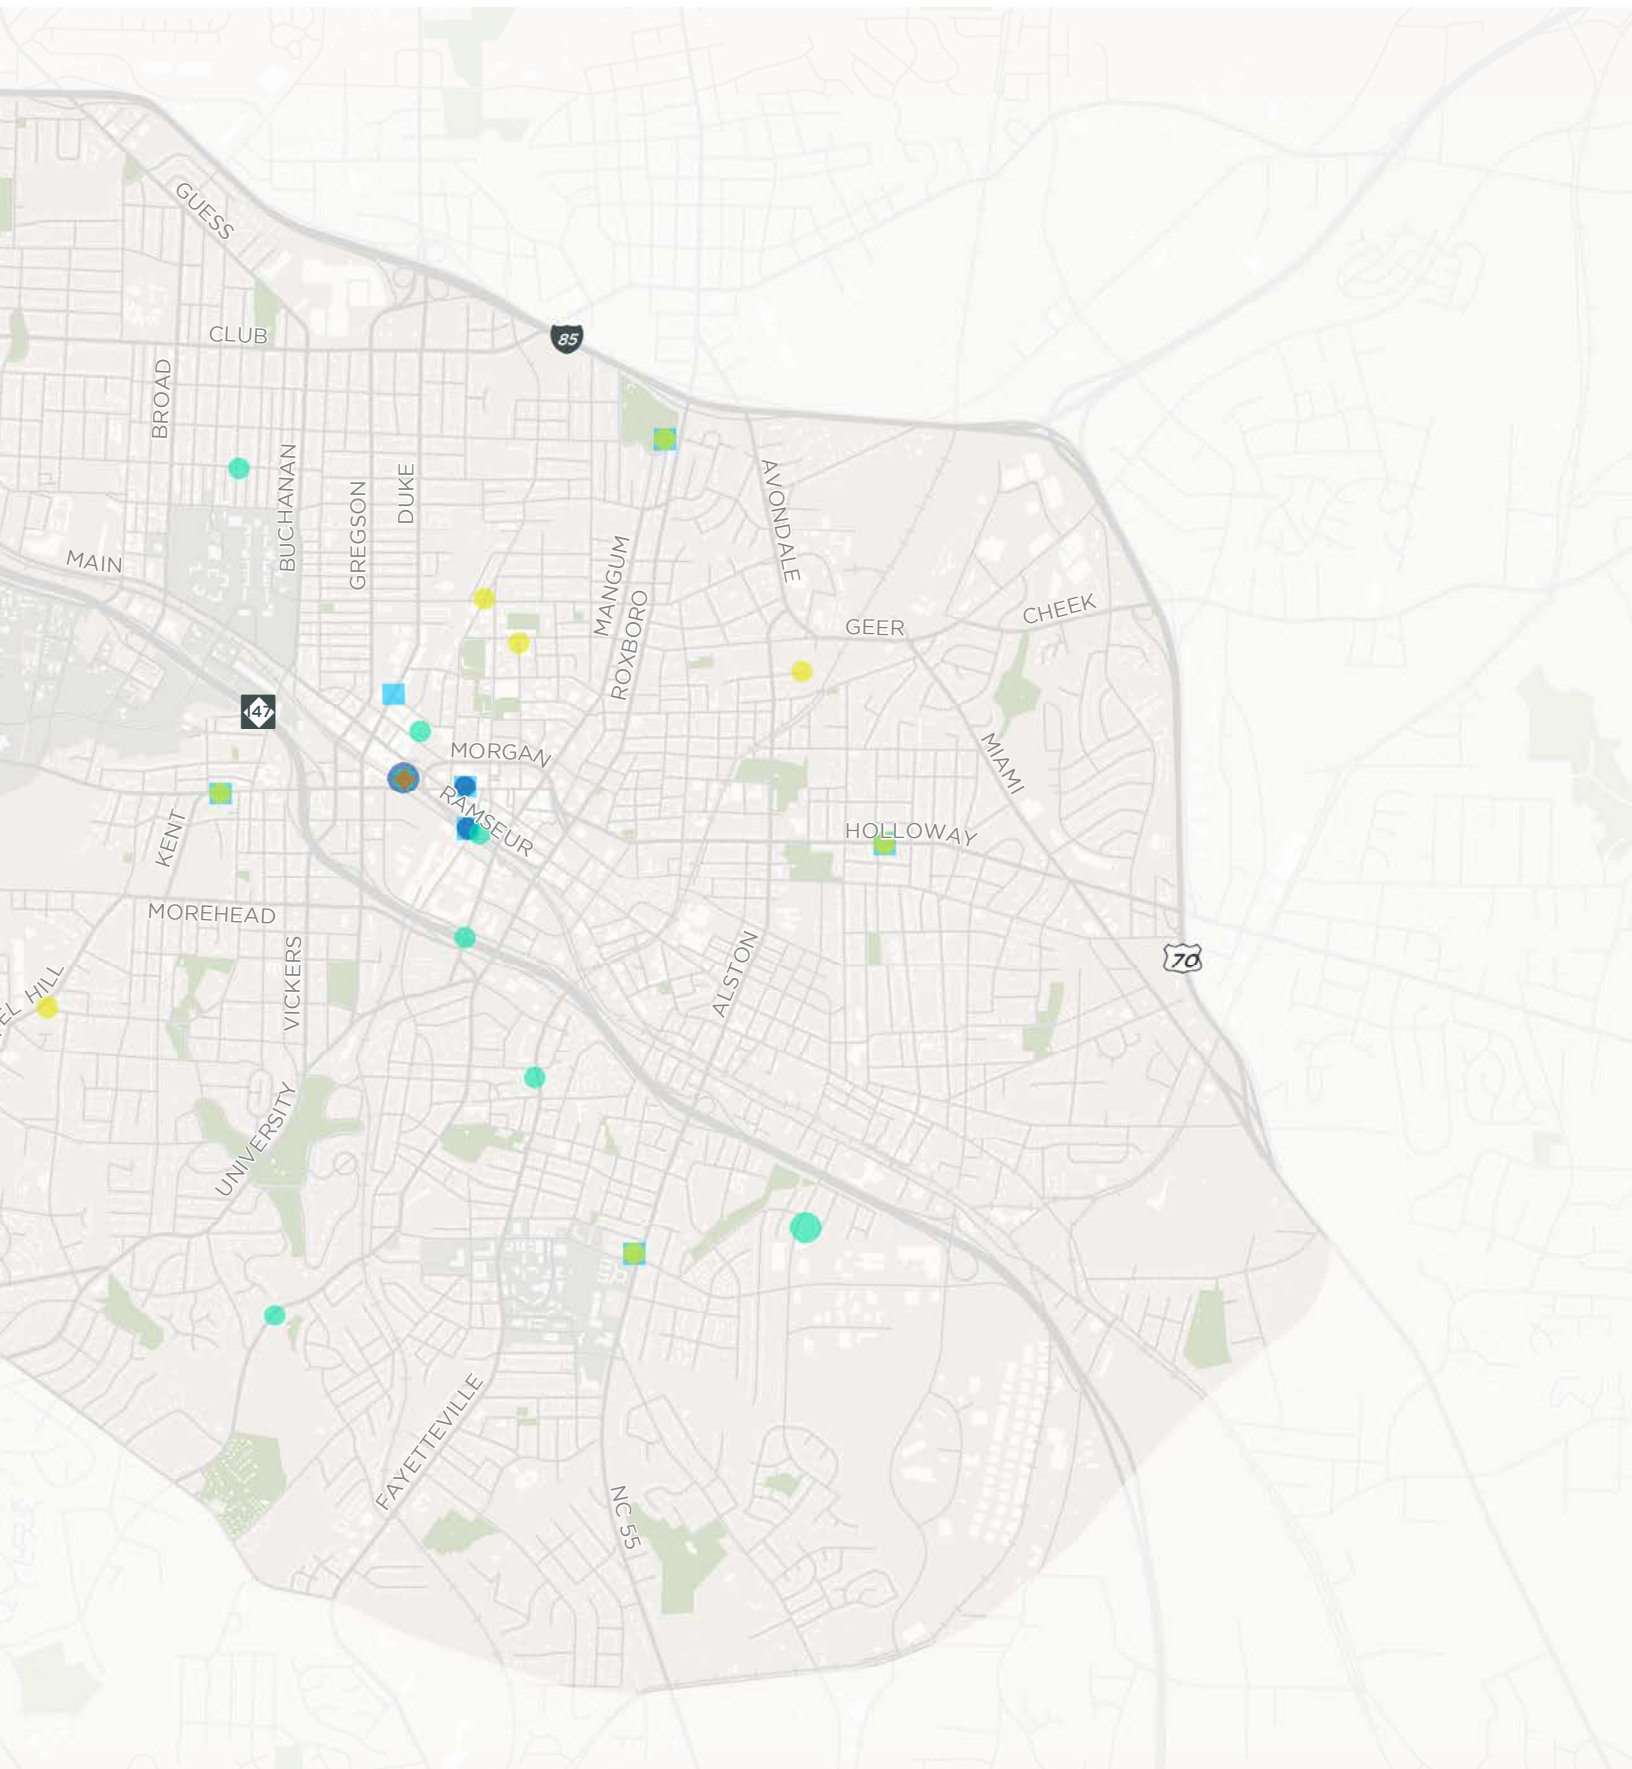 GUESS
CLUB
85
BROAD
BUCHANAN
GREGSON
DUKE
AVONDALE
MAIN
MANGUM
ROXBORO
CHEEK
GEER
147
MORGAN
MIAMI
RAMSEUR
KENT
HOLLOWAY
MOREHEAD
VICKERS
ALSTON
70
EL HILL
UNIVERSITY
FAYETTEVILLE
NC 55